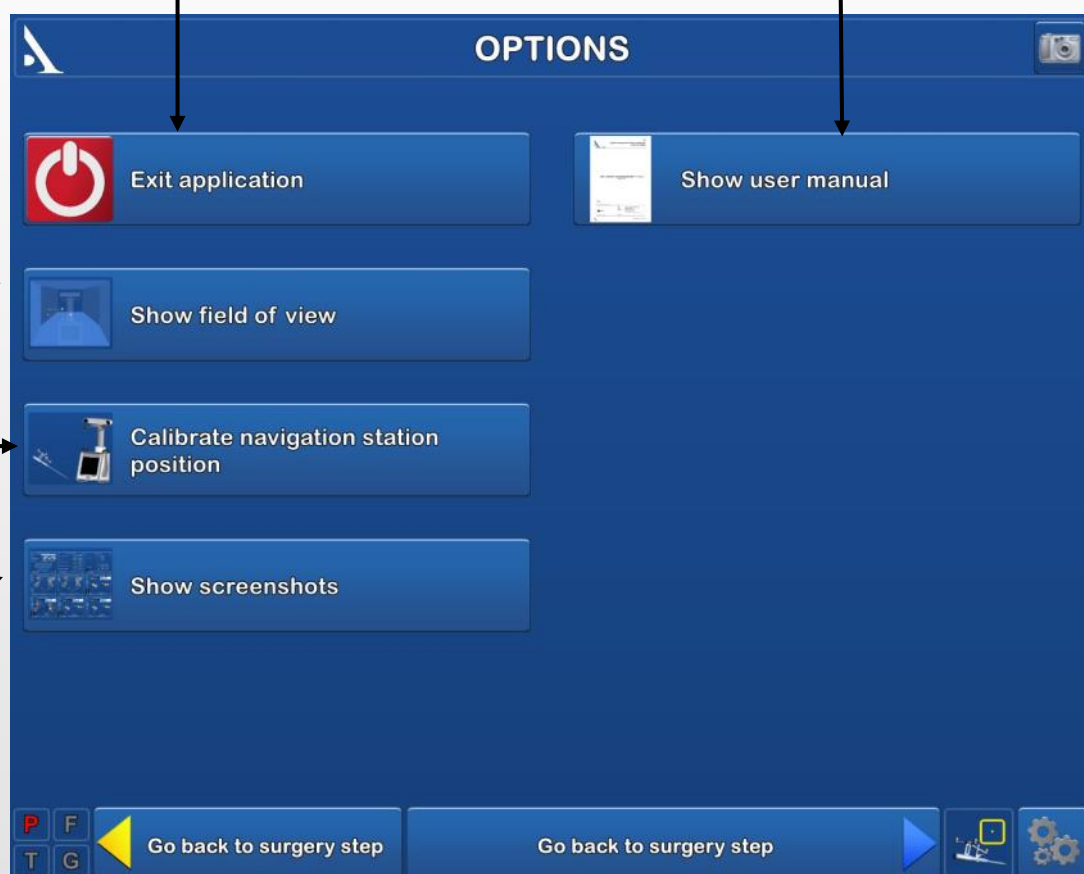 OPTIONS
Exit application
Show user manual
Show field of view
Calibrate navigation station
position
Show screenshots
P F
T G
Go back to surgery step
Go back to surgery step